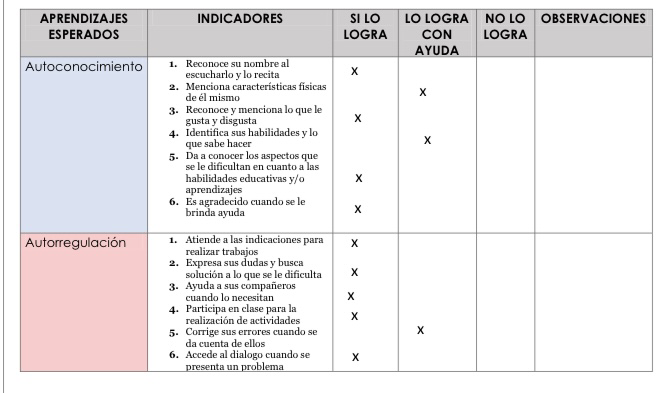 APRENDIZAJES ESPERADOS INDICADORES SI LO LOGRA LO LOGRA CON AYUDA NO LO LOGRA OBSERVACIONES
Autoconocimiento
1. Reconoce su nombre al
escucharlo y lo recita
X
2. Menciona características físicas
de él mismo
X
3. Reconoce y menciona lo que le
gusta y disgusta
X
4. Identifica sus habilidades y lo
que sabe hacer
X
5. Da a conocer los aspectos que
se le dificultan en cuanto a las
habilidades educativas y/o
aprendizajes
X
6. Es agradecido cuando se le
brinda ayuda
X
Autorregulación
1. Atiende a las indicaciones para
realizar trabajos
X
2. Expresa sus dudas y busca
solución a lo que se le dificulta
X
3. Ayuda a sus compañeros
cuando lo necesitan
X
4. Participa en clase para la
realización de actividades
X
5. Corrige sus errores cuando se
da cuenta de ellos
X
6. Accede al dialogo cuando se
presenta un problema
X